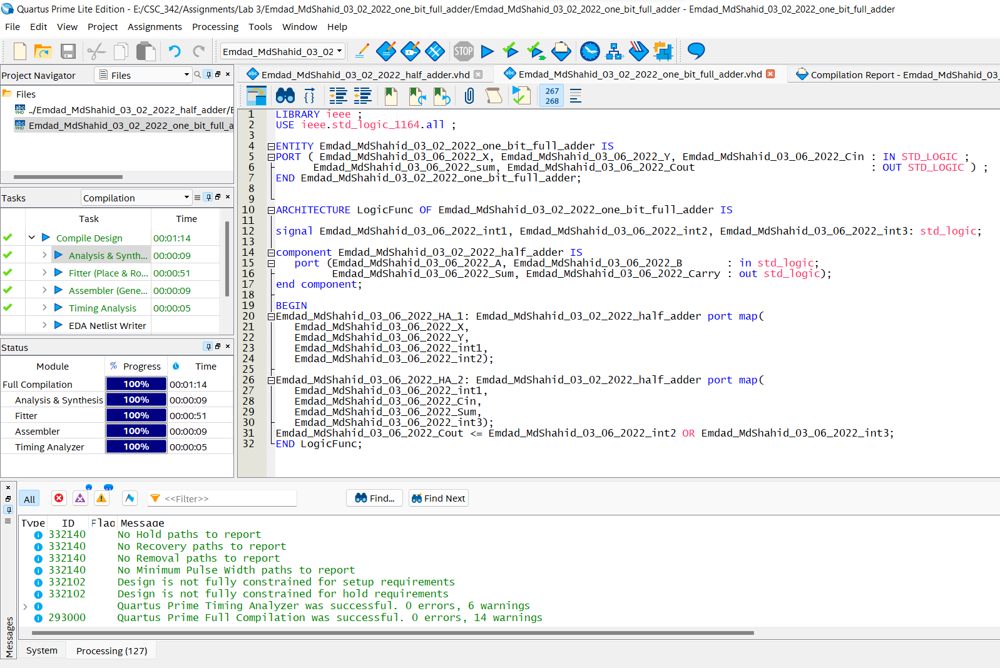 Quartus Prime Lite Edition - E:/CSC_342/Assignments/Lab 3/Emdad_MdShahid_03_02_2022_one_bit_full_adder/Emdad_MdShahid_03_02_2022_one_bit_full_adder - Emdad_MdShahid_03_02_2022_one_bit_full_adder
File Edit View Project Assignments Processing Tools Window Help
Emdad_MdShahid_03_02 STOP
Project Navigator Files
Files
../Emdad_MdShahid_03_02_2022_half_adder/E
Emdad_MdShahid_03_02_2022_one_bit_full_a
Tasks Compilation
Task Time
Compile Design 00:01:14
Analysis & Synth... 00:00:09
Fitter (Place & Ro... 00:00:51
Assembler (Gene... 00:00:09
Timing Analysis 00:00:05
EDA Netlist Writer
Status
Module % Progress Time
Full Compilation 100% 00:01:14
Analysis & Synthesis 100% 00:00:09
Fitter 100% 00:00:51
Assembler 100% 00:00:09
Timing Analyzer 100% 00:00:05
Emdad_MdShahid_03_02_2022_half_adder.vhd Emdad_MdShahid_03_02_2022_one_bit_full_adder.vhd Compilation Report - Emdad_MdShahid_03_
267
268
1 LIBRARY ieee ;
2 USE ieee.std_logic_1164.all ;
3
4 ENTITY Emdad_MdShahid_03_02_2022_one_bit_full_adder IS
5 PORT ( Emdad_MdShahid_03_06_2022_X, Emdad_MdShahid_03_06_2022_Y, Emdad_MdShahid_03_06_2022_Cin : IN STD_LOGIC ;
6 Emdad_MdShahid_03_06_2022_sum, Emdad_MdShahid_03_06_2022_Cout : OUT STD_LOGIC ) ;
7 END Emdad_MdShahid_03_02_2022_one_bit_full_adder;
8
9
10 ARCHITECTURE LogicFunc OF Emdad_MdShahid_03_02_2022_one_bit_full_adder IS
11
12 signal Emdad_MdShahid_03_06_2022_int1, Emdad_MdShahid_03_06_2022_int2, Emdad_MdShahid_03_06_2022_int3: std_logic;
13
14 component Emdad_MdShahid_03_02_2022_half_adder IS
15 port (Emdad_MdShahid_03_06_2022_A, Emdad_MdShahid_03_06_2022_B : in std_logic;
16 Emdad_MdShahid_03_06_2022_Sum, Emdad_MdShahid_03_06_2022_Carry : out std_logic);
17 end component;
18
19 BEGIN
20 Emdad_MdShahid_03_06_2022_HA_1: Emdad_MdShahid_03_02_2022_half_adder port map(
21 Emdad_MdShahid_03_06_2022_X,
22 Emdad_MdShahid_03_06_2022_Y,
23 Emdad_MdShahid_03_06_2022_int1,
24 Emdad_MdShahid_03_06_2022_int2);
25
26 Emdad_MdShahid_03_06_2022_HA_2: Emdad_MdShahid_03_02_2022_half_adder port map(
27 Emdad_MdShahid_03_06_2022_int1,
28 Emdad_MdShahid_03_06_2022_Cin,
29 Emdad_MdShahid_03_06_2022_Sum,
30 Emdad_MdShahid_03_06_2022_int3);
31 Emdad_MdShahid_03_06_2022_Cout <= Emdad_MdShahid_03_06_2022_int2 OR Emdad_MdShahid_03_06_2022_int3;
32 END LogicFunc;
All <<Filter>> Find... Find Next
Type ID Flag Message
332140 No Hold paths to report
332140 No Recovery paths to report
332140 No Removal paths to report
332140 No Minimum Pulse Width paths to report
332102 Design is not fully constrained for setup requirements
332102 Design is not fully constrained for hold requirements
Quartus Prime Timing Analyzer was successful. 0 errors, 6 warnings
293000 Quartus Prime Full Compilation was successful. 0 errors, 14 warnings
Messages
System Processing (127)